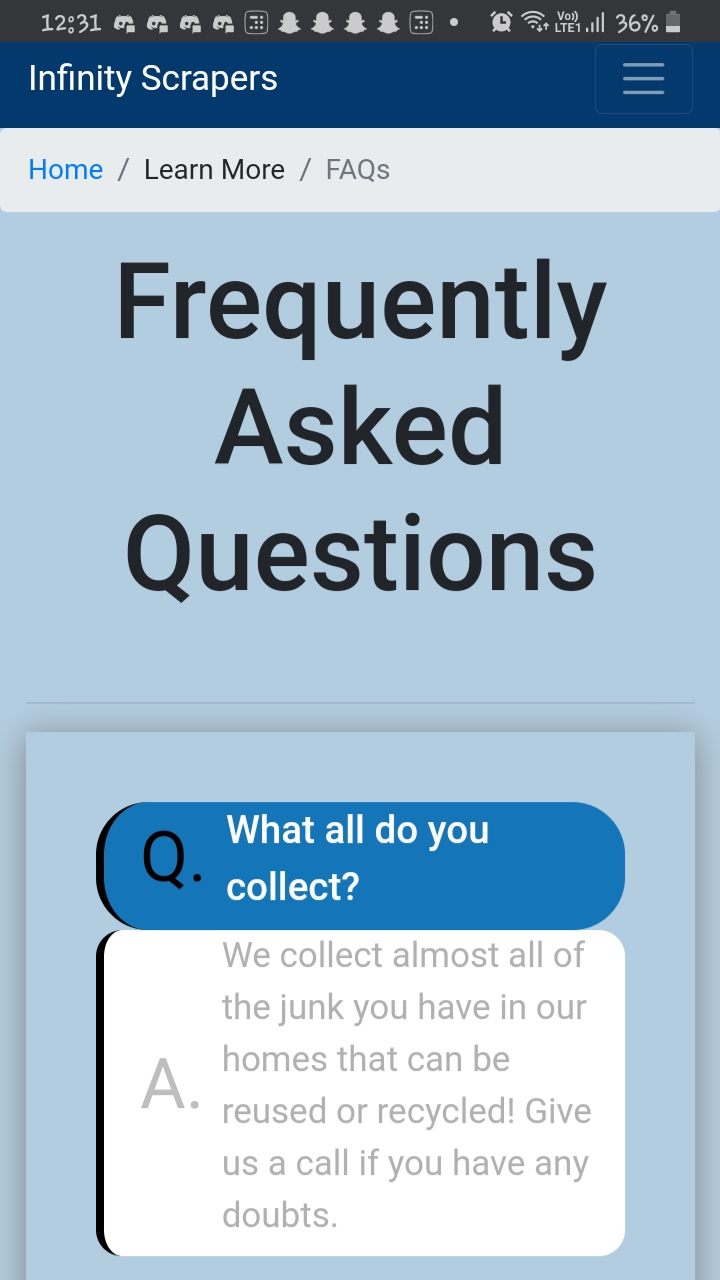 12:31 Vo)) LTE1 36%
Infinity Scrapers
Home / Learn More / FAQs
Frequently
Asked
Questions
Q. What all do you
collect?
We collect almost all of
the junk you have in our
homes that can be
A. reused or recycled! Give
us a call if you have any
doubts.